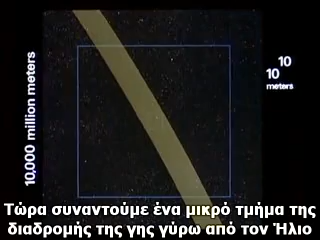 10,000 million meters
10
10
meters
Τώρα συναντούμε ένα μικρό τμήμα της
διαδρομής της γης γύρω από τον Ήλιο